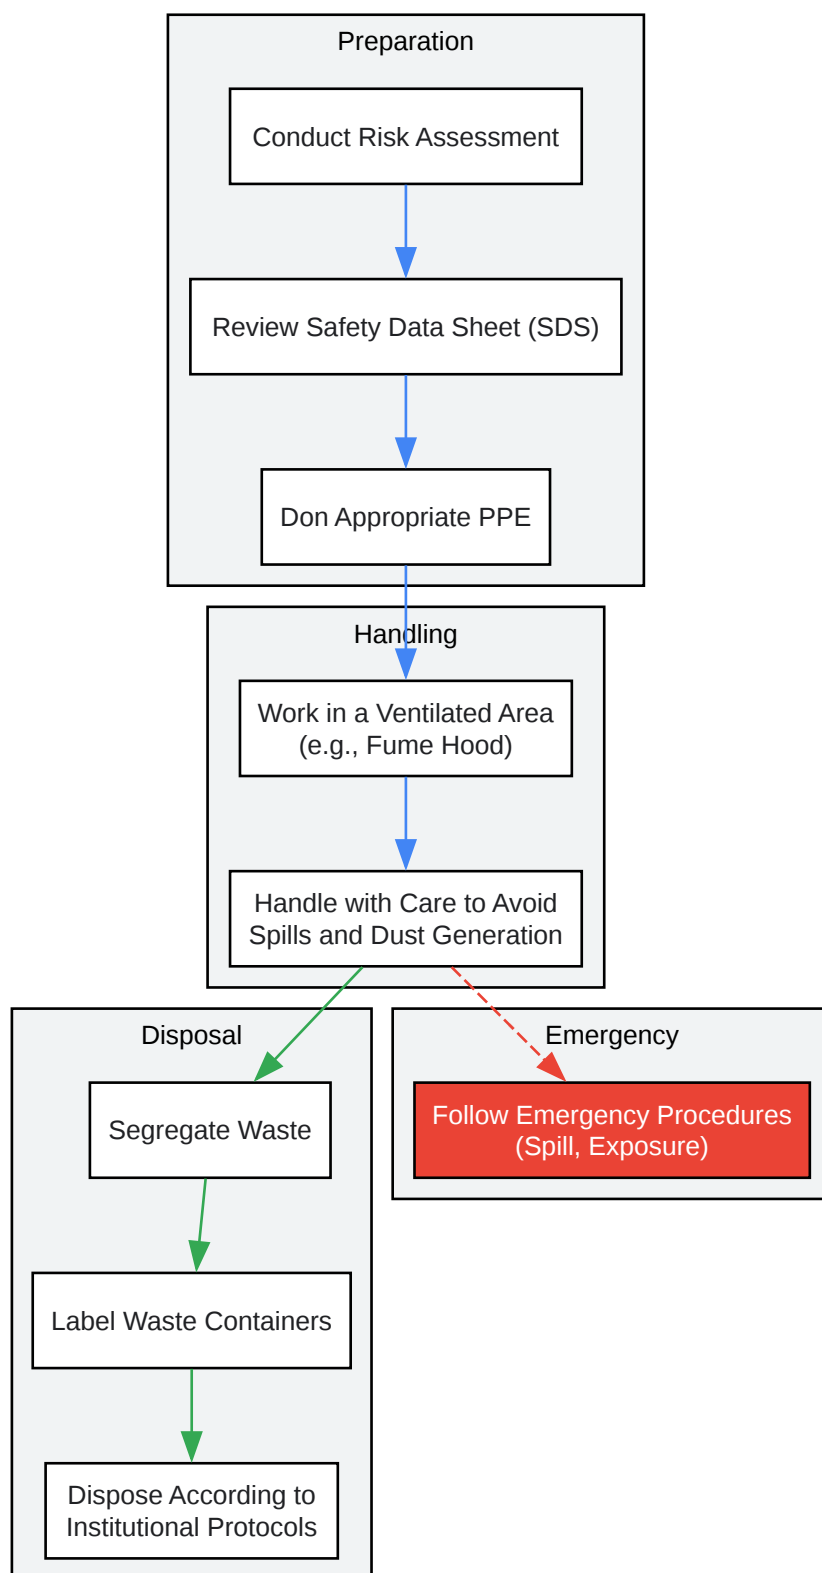 Preparation
Conduct Risk Assessment
Review Safety Data Sheet (SDS)
Don Appropriate PPE
Handling
Work in a Ventilated Area
(e.g., Fume Hood)
Handle with Care to Avoid
Spills and Dust Generation
Disposal
Segregate Waste
Label Waste Containers
Dispose According to
Institutional Protocols
Emergency
Follow Emergency Procedures
(Spill, Exposure)